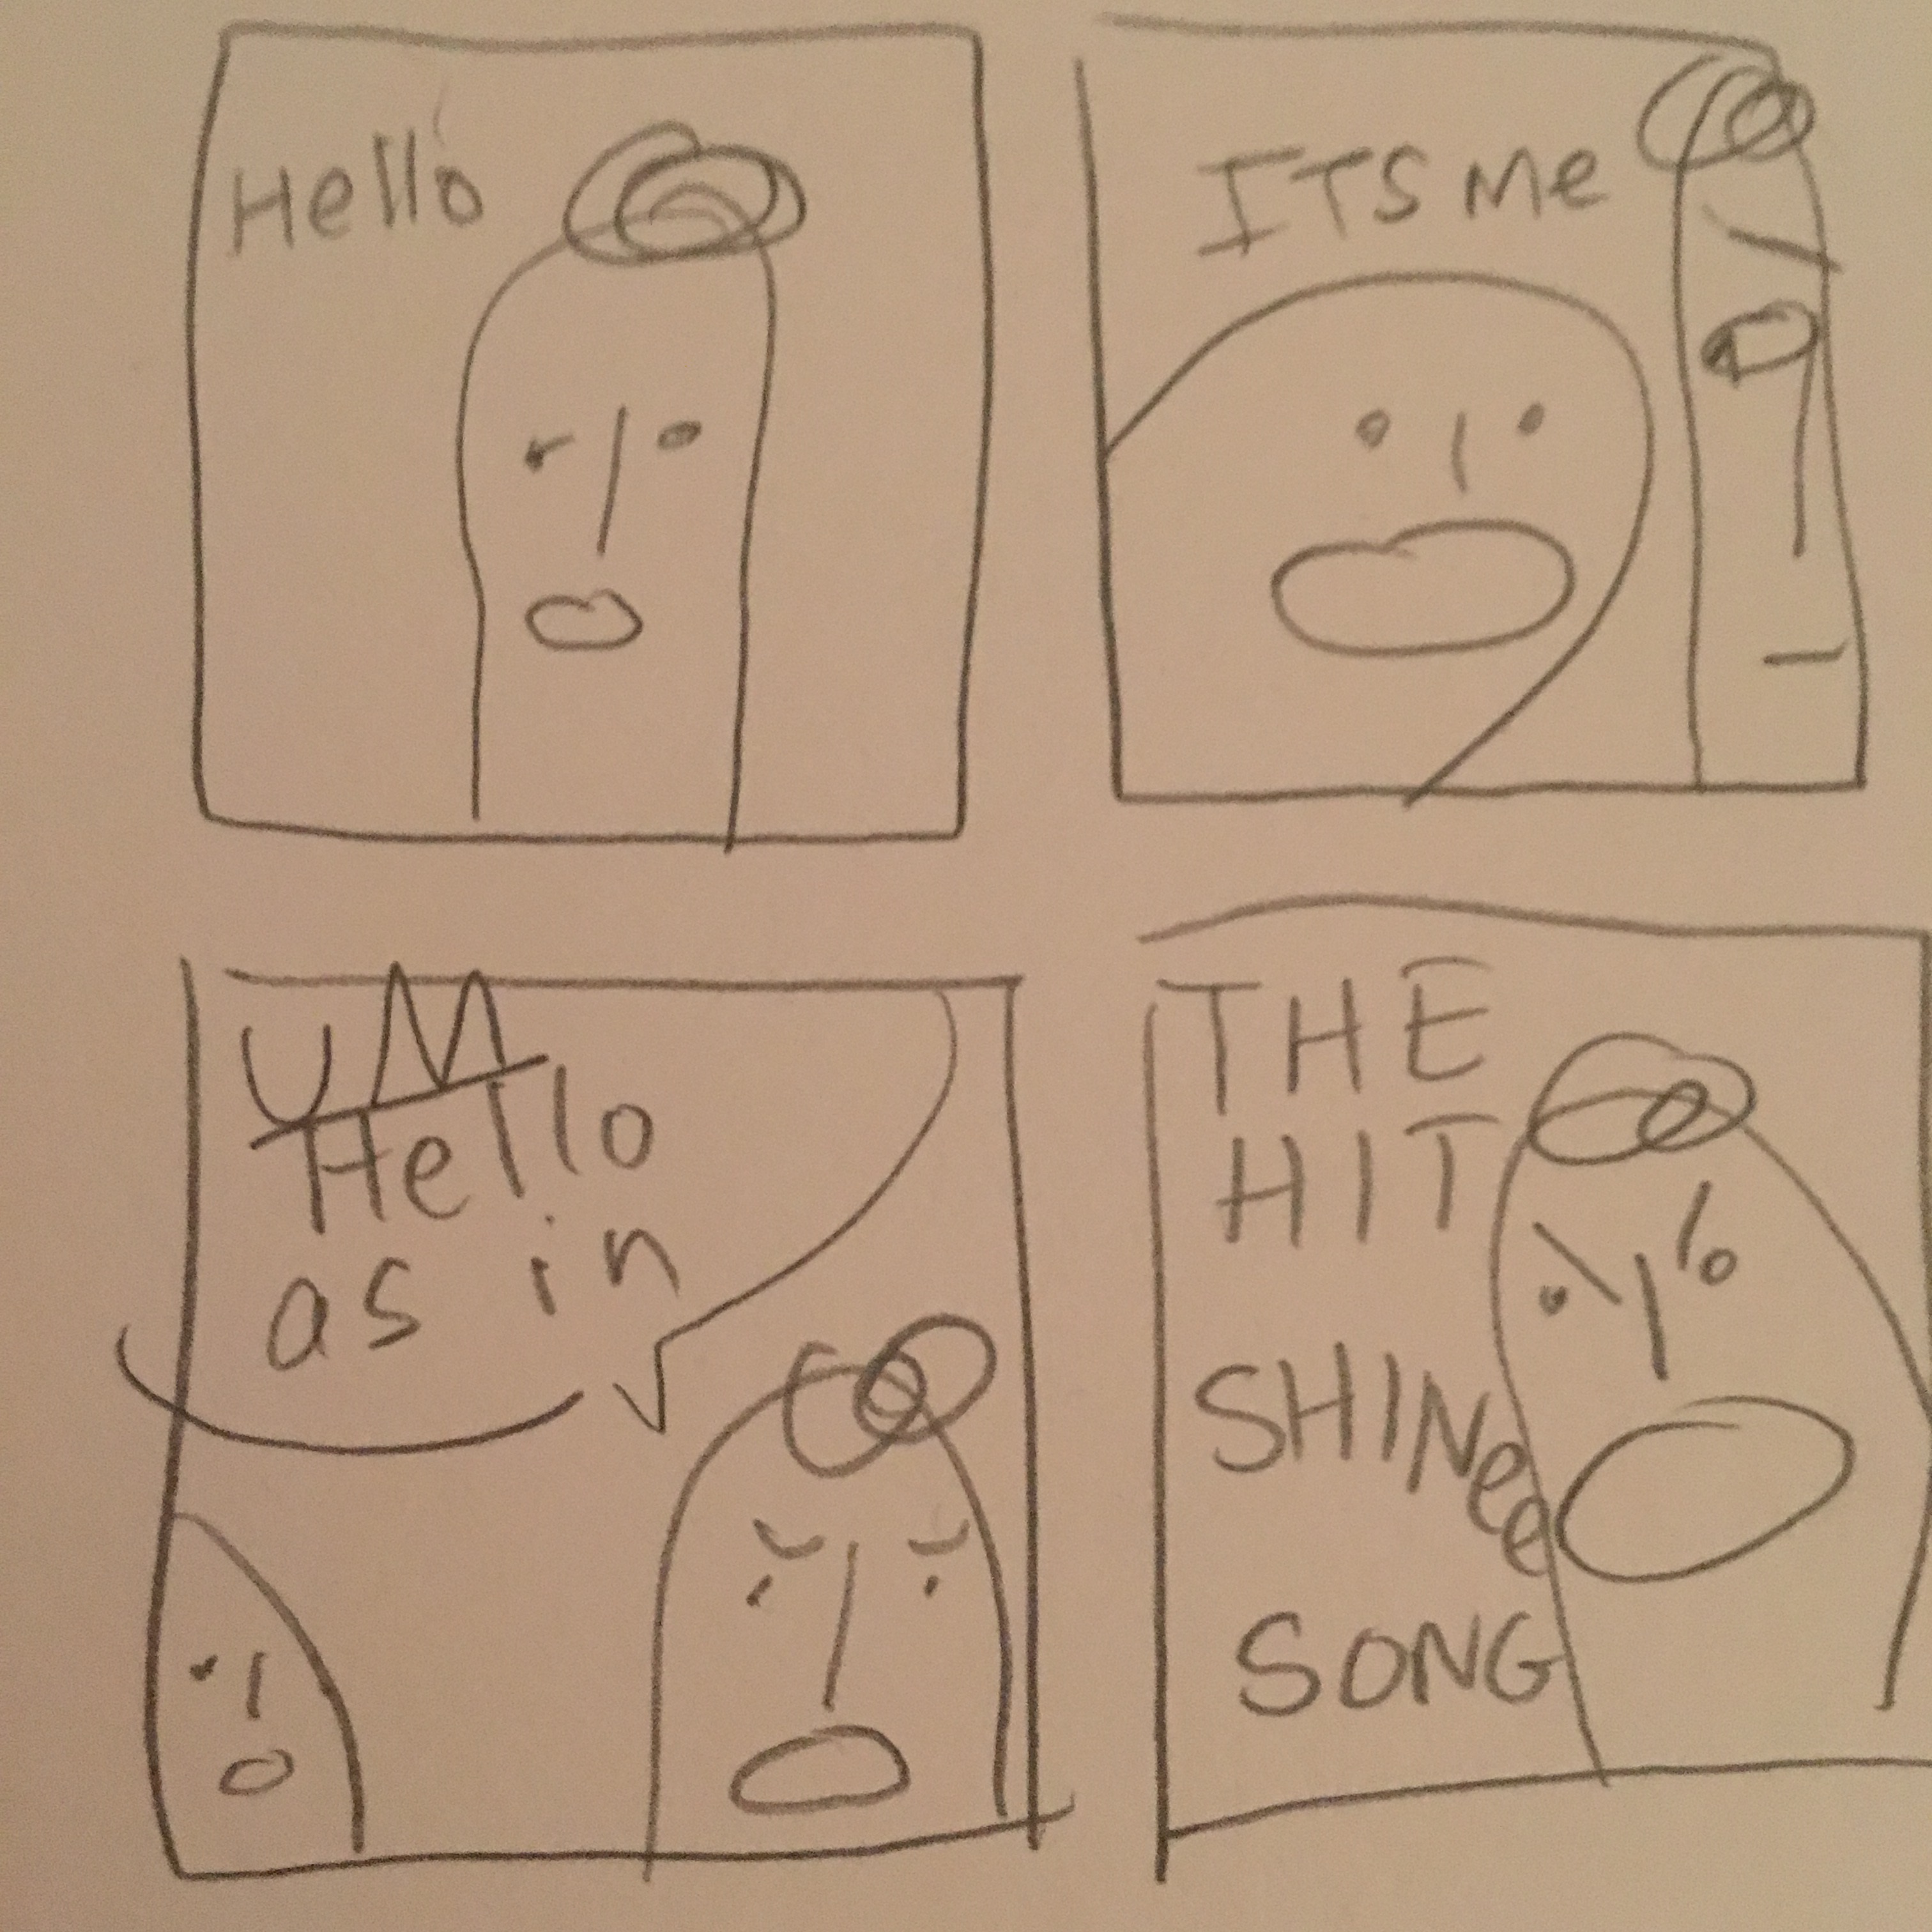 Hello
ITS Me
UM
Hello
as in
THE
HIT
SHINee
SONG